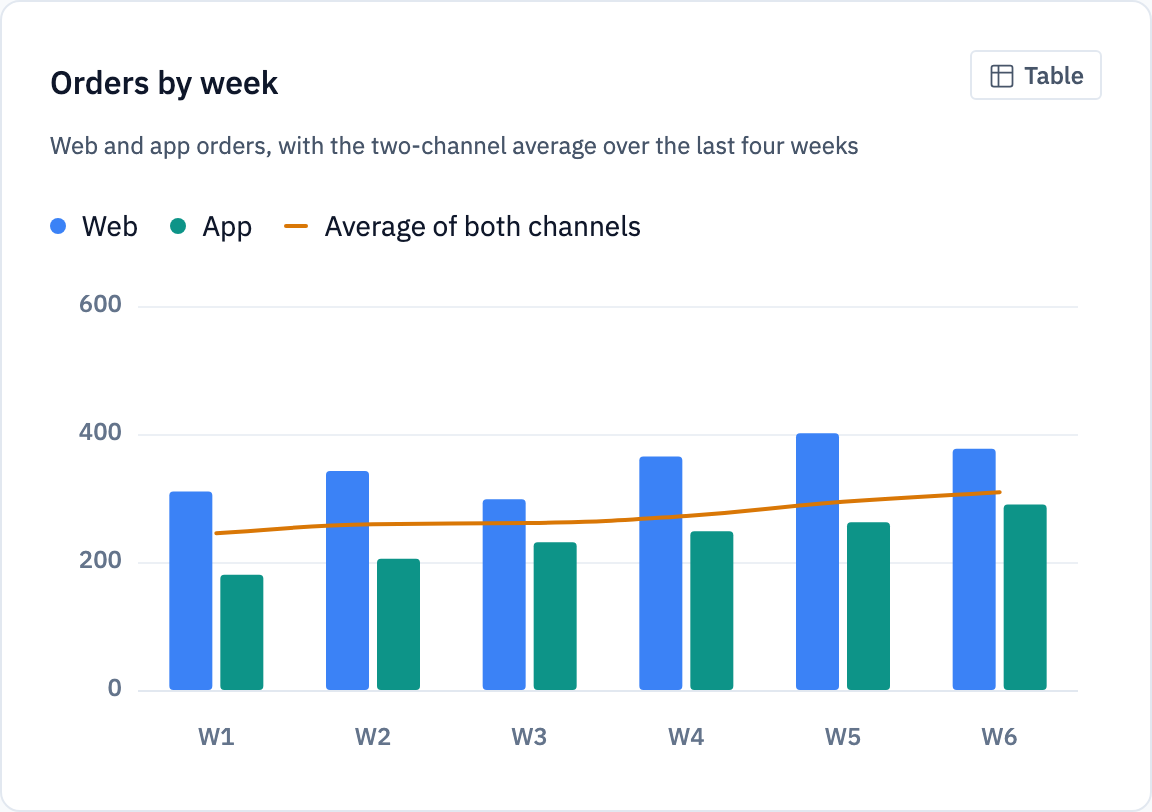 Orders by week
Table
Web and app orders, with the two-channel average over the last four weeks
Web
App
Average of both channels
600
400
200
0
W1
W2
W3
W4
W5
W6